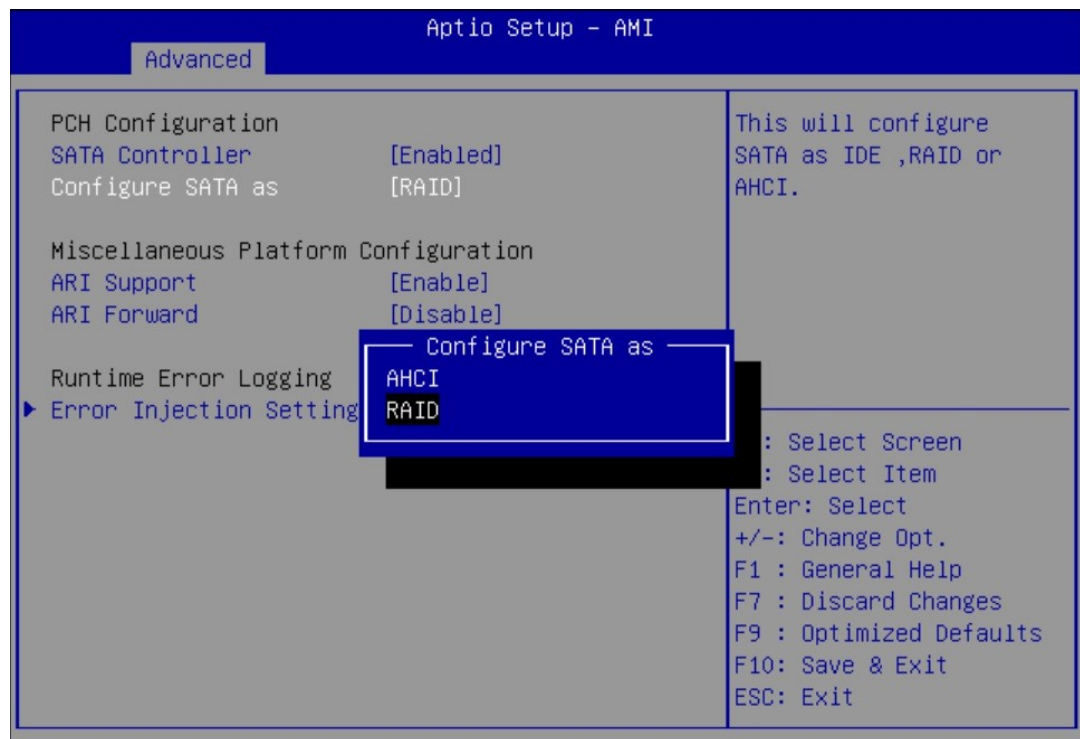 Aptio Setup – AMI
Advanced
PCH Configuration
SATA Controller [Enabled]
Configure SATA as [RAID]
Miscellaneous Platform Configuration
ARI Support [Enable]
ARI Forward [Disable]
Runtime Error Logging
Error Injection Setting
Configure SATA as
AHCI
RAID
This will configure
SATA as IDE ,RAID or
AHCI.
: Select Screen
: Select Item
Enter: Select
+/-: Change Opt.
F1 : General Help
F7 : Discard Changes
F9 : Optimized Defaults
F10: Save & Exit
ESC: Exit